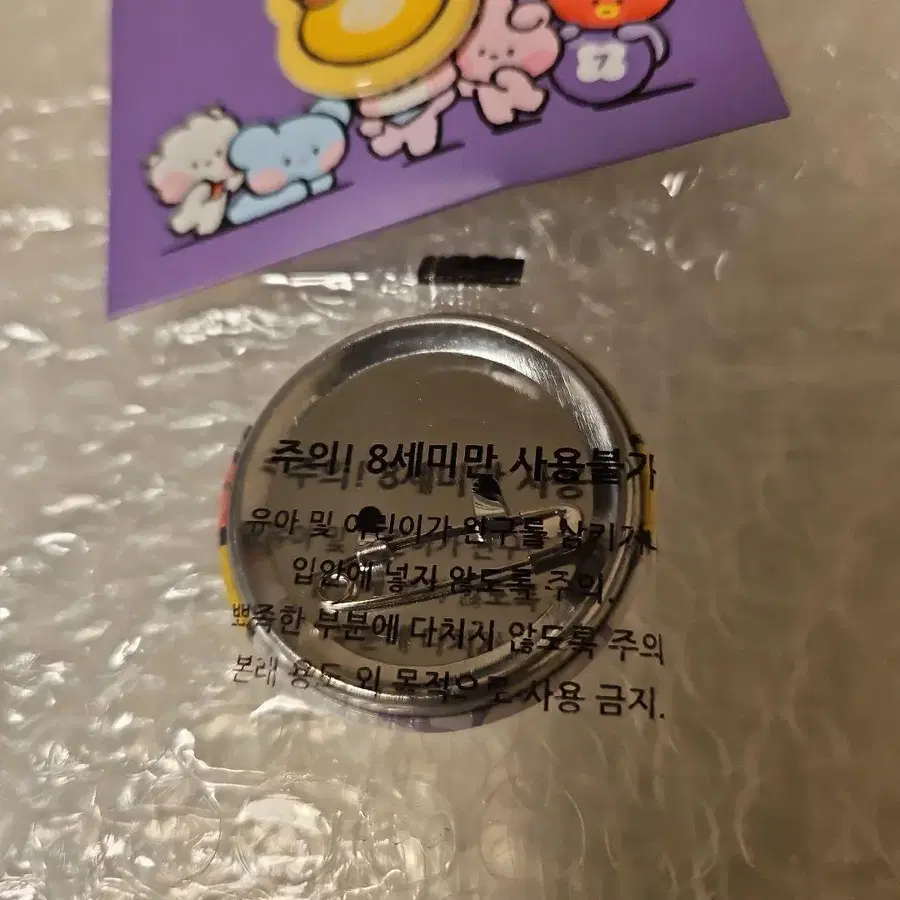 7
주의! 8세미만 사용불가
유아 및 어린이가 완구를 삼키거나
입안에 넣지 않도록 주의.
뾰족한 부분에 다치지 않도록 주의
본래 용도 외 목적으로 사용 금지.